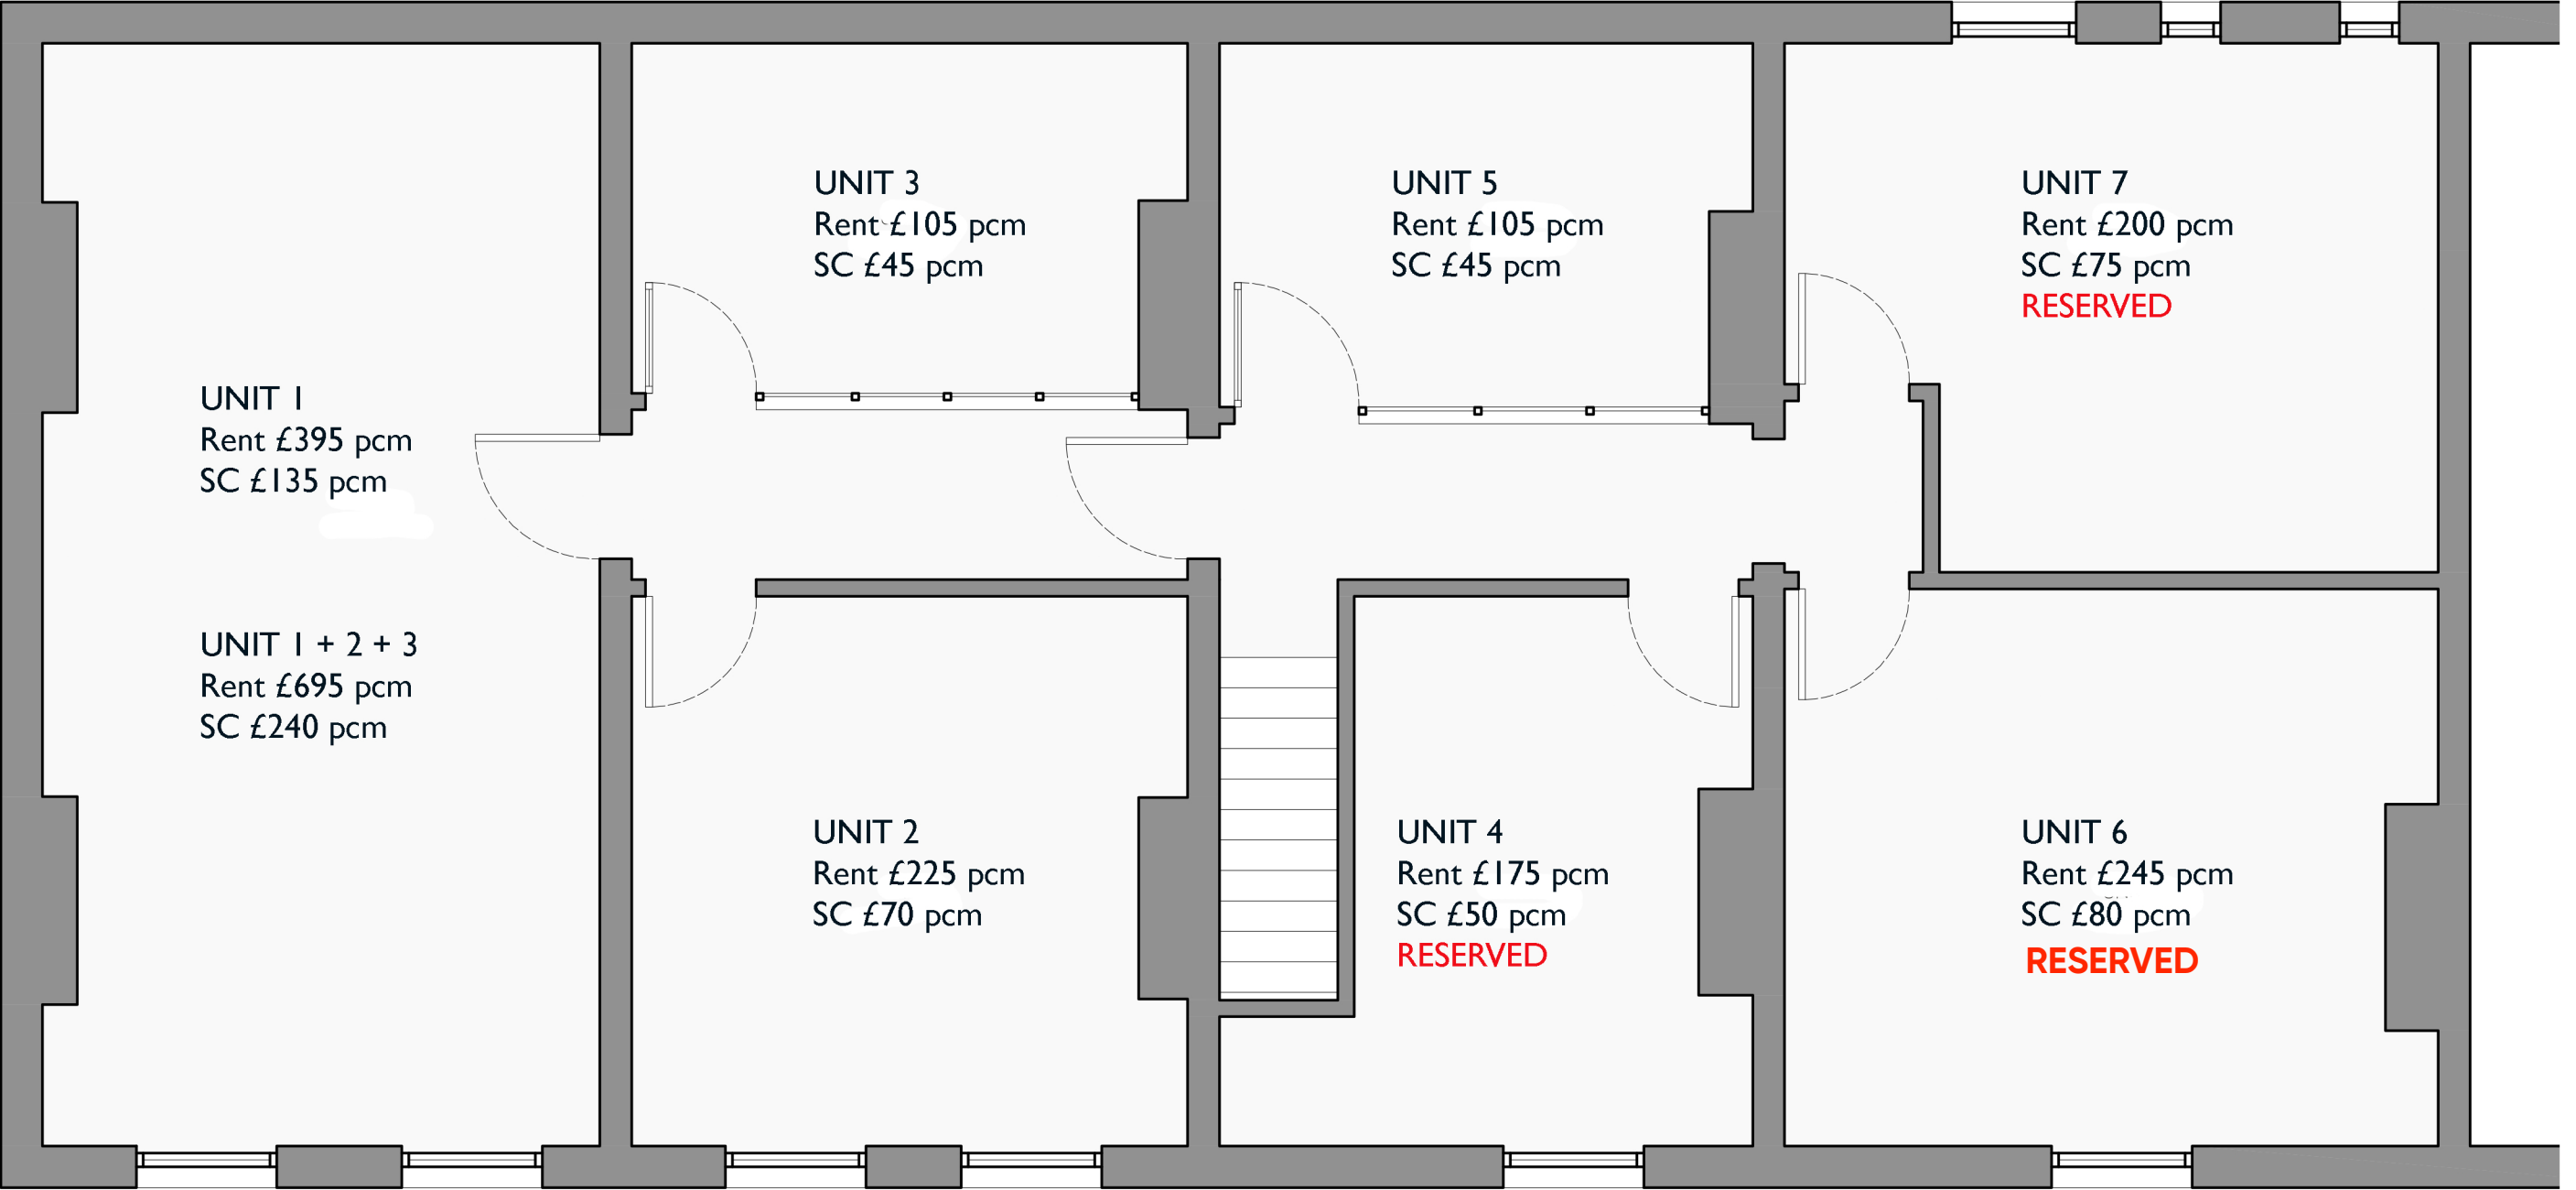 UNIT 1
Rent £395 pcm
SC £135 pcm
UNIT 1 + 2 + 3
Rent £695 pcm
SC £240 pcm
UNIT 3
Rent £105 pcm
SC £45 pcm
UNIT 5
Rent £105 pcm
SC £45 pcm
UNIT 7
Rent £200 pcm
SC £75 pcm
RESERVED
UNIT 2
Rent £225 pcm
SC £70 pcm
UNIT 4
Rent £175 pcm
SC £50 pcm
RESERVED
UNIT 6
Rent £245 pcm
SC £80 pcm
RESERVED